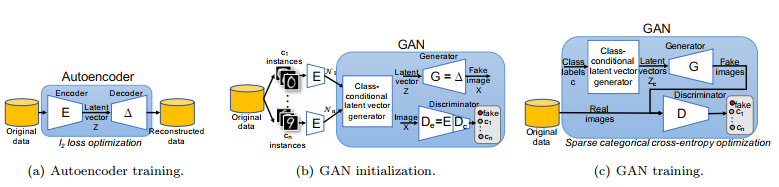 Autoencoder
Encoder
Decoder
E
Latent
vector
Z
Δ
Original
data
Reconstructed
data
l₂ loss optimization
(a) Autoencoder training.
GAN
c₁
instances
E
N₁
cₙ
instances
E
Nₙ
Original
data
Class-
conditional
latent vector
generator
Latent
vector
Z
Generator
G = Δ
Fake
image
X
Image
X
Discriminator
Dₑ=E
D꜀
fake
c₁
cₙ
(b) GAN initialization.
GAN
Class
labels
c
Class-
conditional
latent vector
generator
Latent
vectors
Z꜀
Generator
G
Fake
images
Original
data
Real
images
Discriminator
D
fake
c₁
cₙ
Sparse categorical cross-entropy optimization
(c) GAN training.